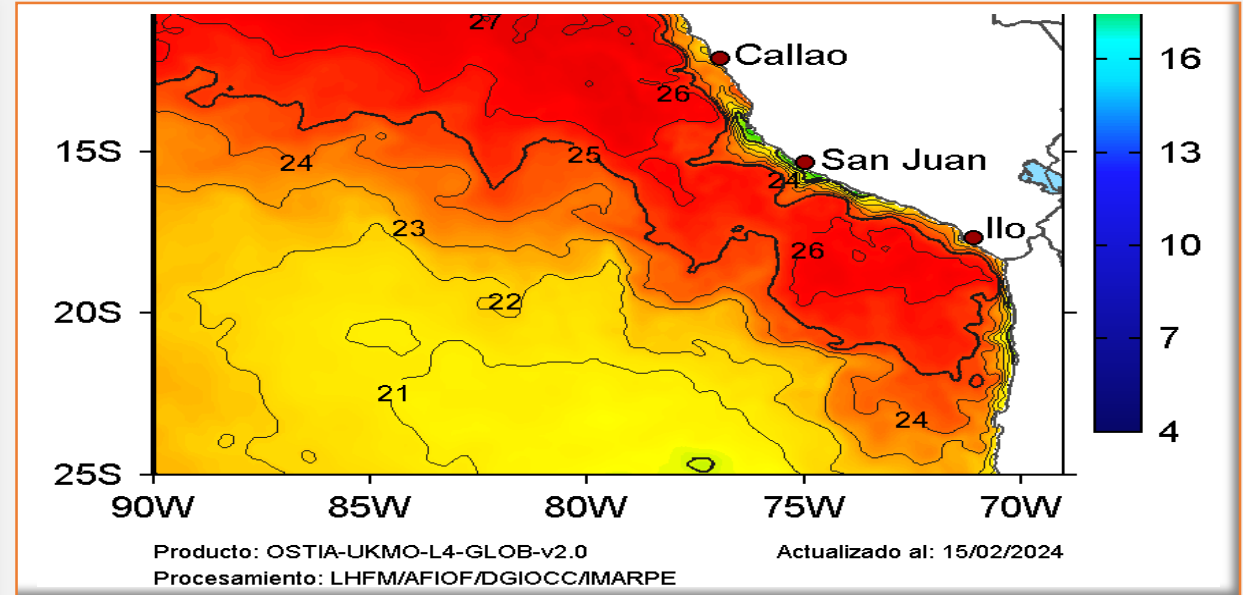 27
Callao
16
26
15S
24
25
San Juan
13
24
23
Ilo
26
10
20S
22
7
21
24
4
25S
90W 85W 80W 75W 70W
Producto: OSTIA-UKMO-L4-GLOB-v2.0 Actualizado al: 15/02/2024
Procesamiento: LHFM/AFIOF/DGIOCC/IMARPE